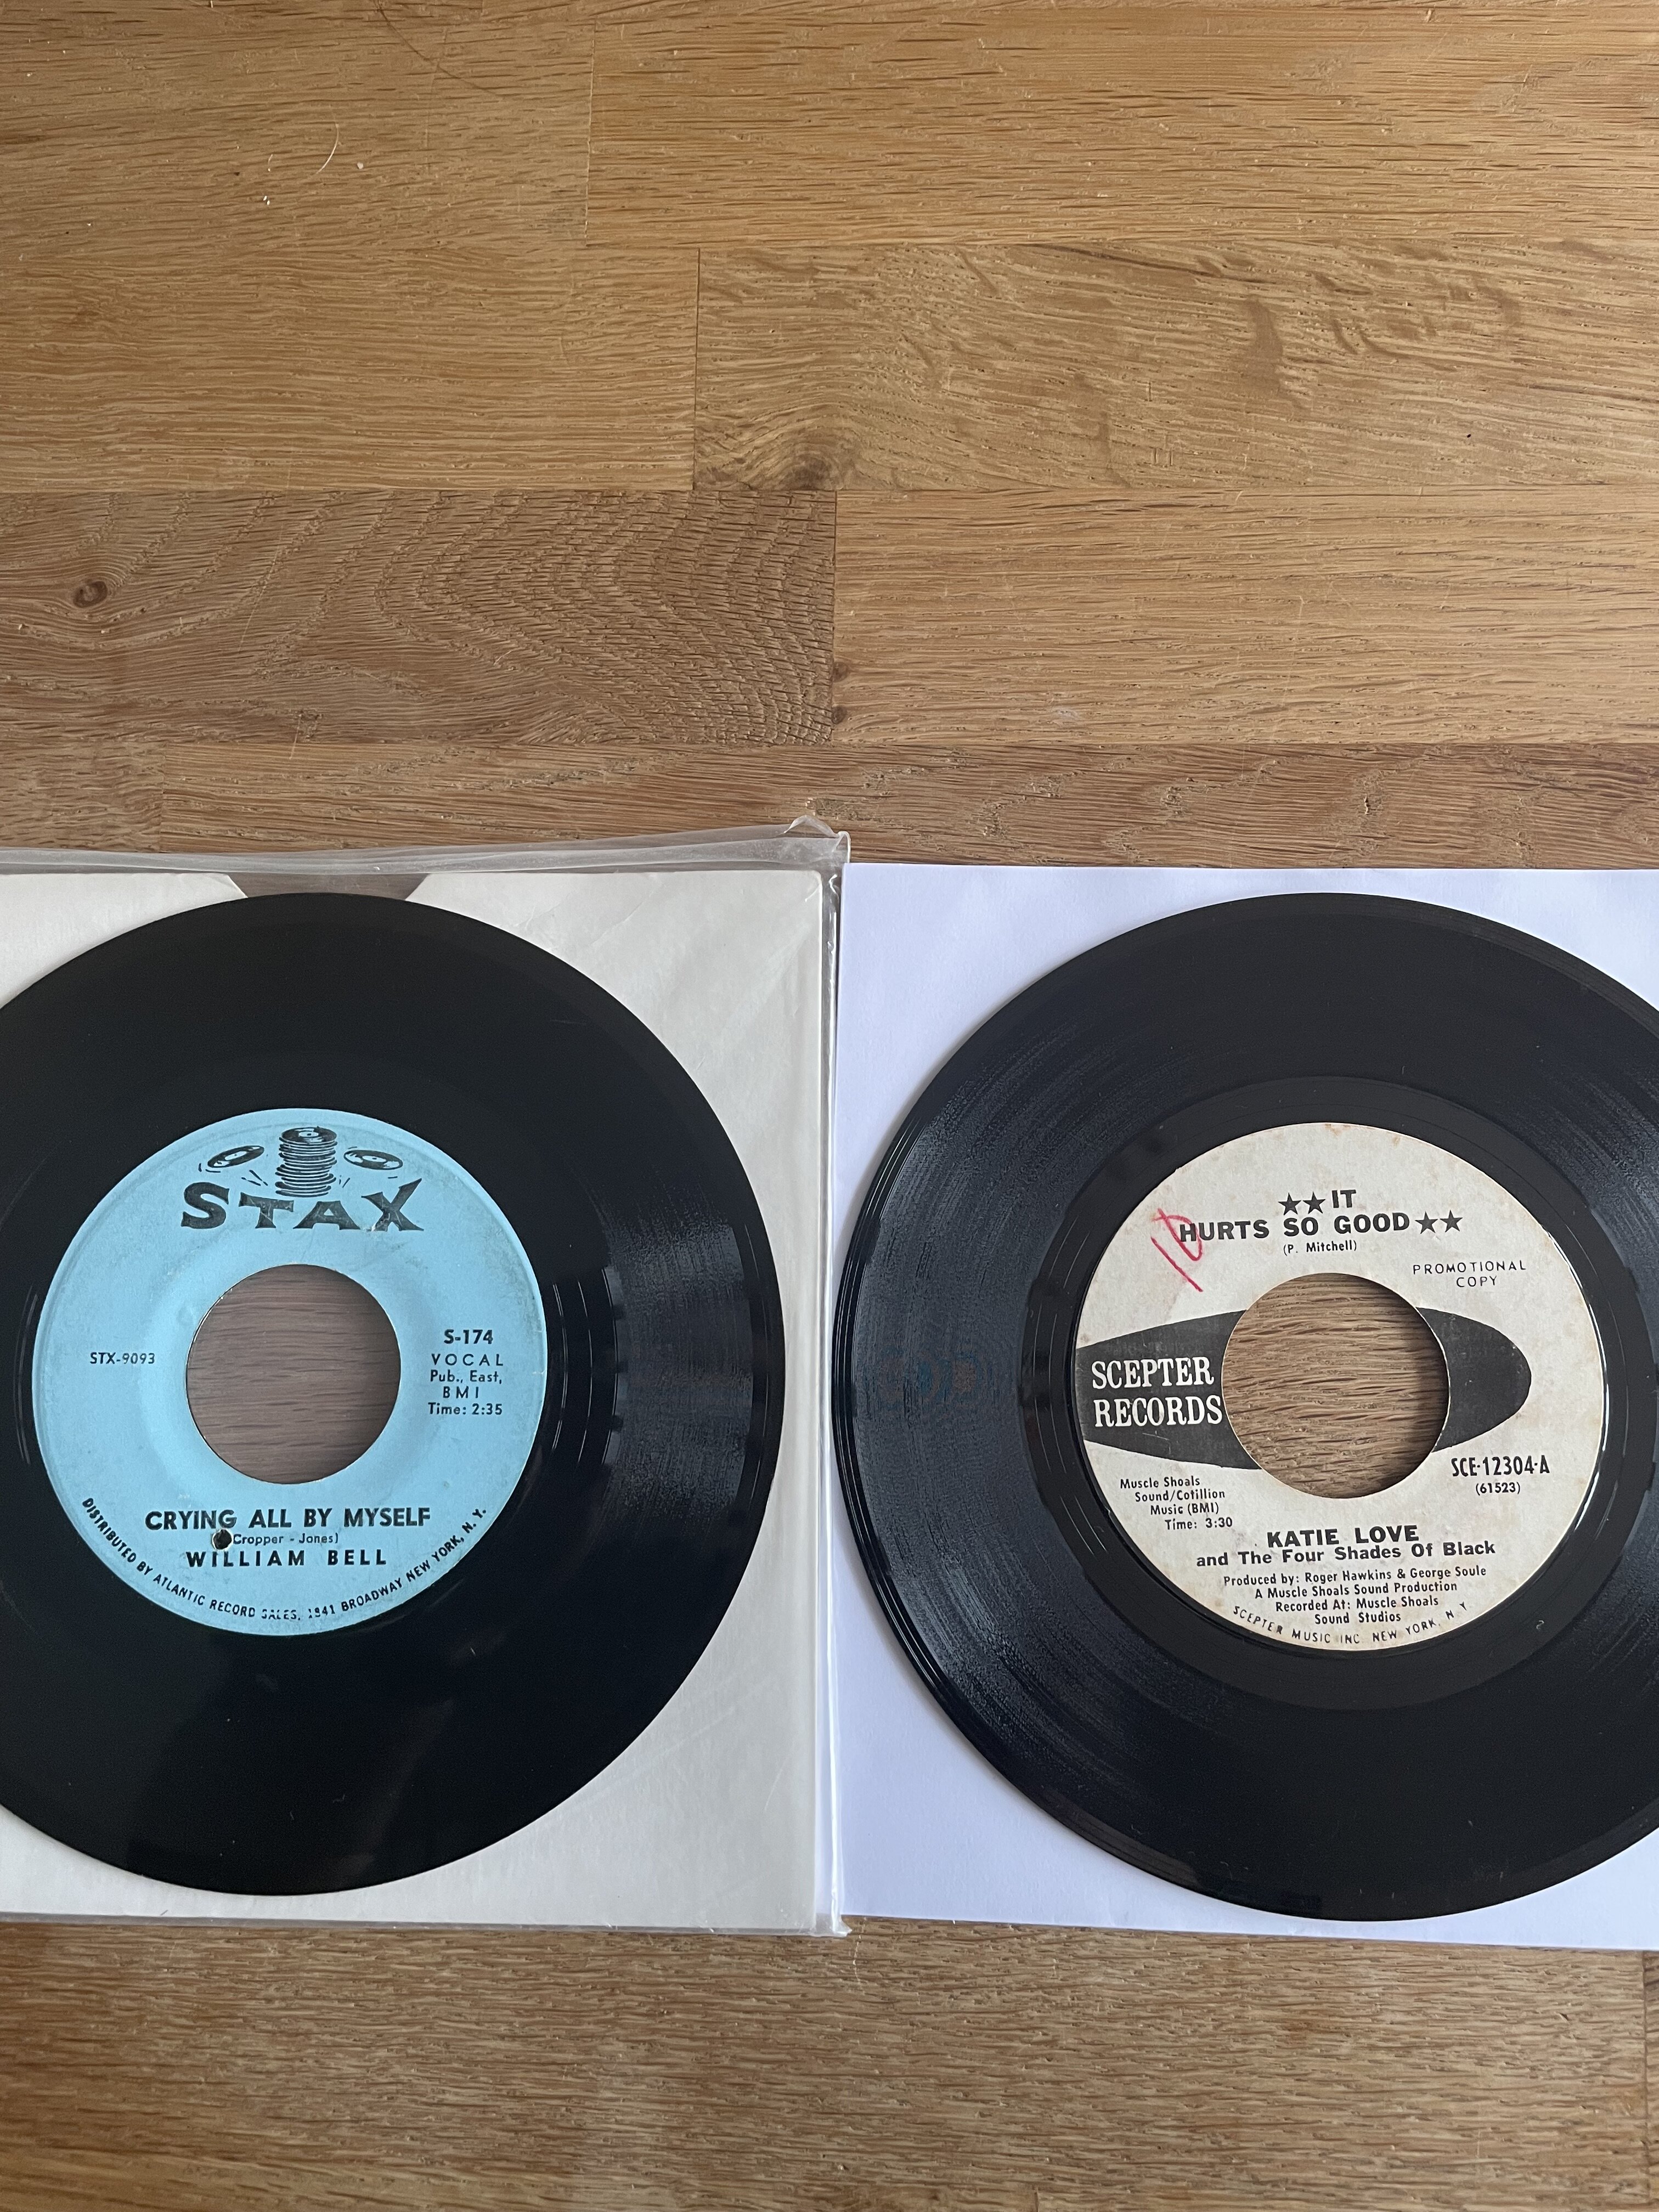 STAX
STX-9093
S-174
VOCAL
Pub., East,
BMI
Time: 2:35
CRYING ALL BY MYSELF
(Cropper - Jones)
WILLIAM BELL
DISTRIBUTED BY ATLANTIC RECORD SALES, 1841 BROADWAY NEW YORK, N. Y.
★★IT
HURTS SO GOOD★★
(P. Mitchell)
10
PROMOTIONAL
COPY
SCEPTER
RECORDS
SCE-12304-A
(61523)
Muscle Shoals
Sound/Cotillion
Music (BMI)
Time: 3:30
KATIE LOVE
and The Four Shades Of Black
Produced by: Roger Hawkins & George Soule
A Muscle Shoals Sound Production
Recorded At: Muscle Shoals
Sound Studios
SCEPTER MUSIC INC. NEW YORK, N. Y.